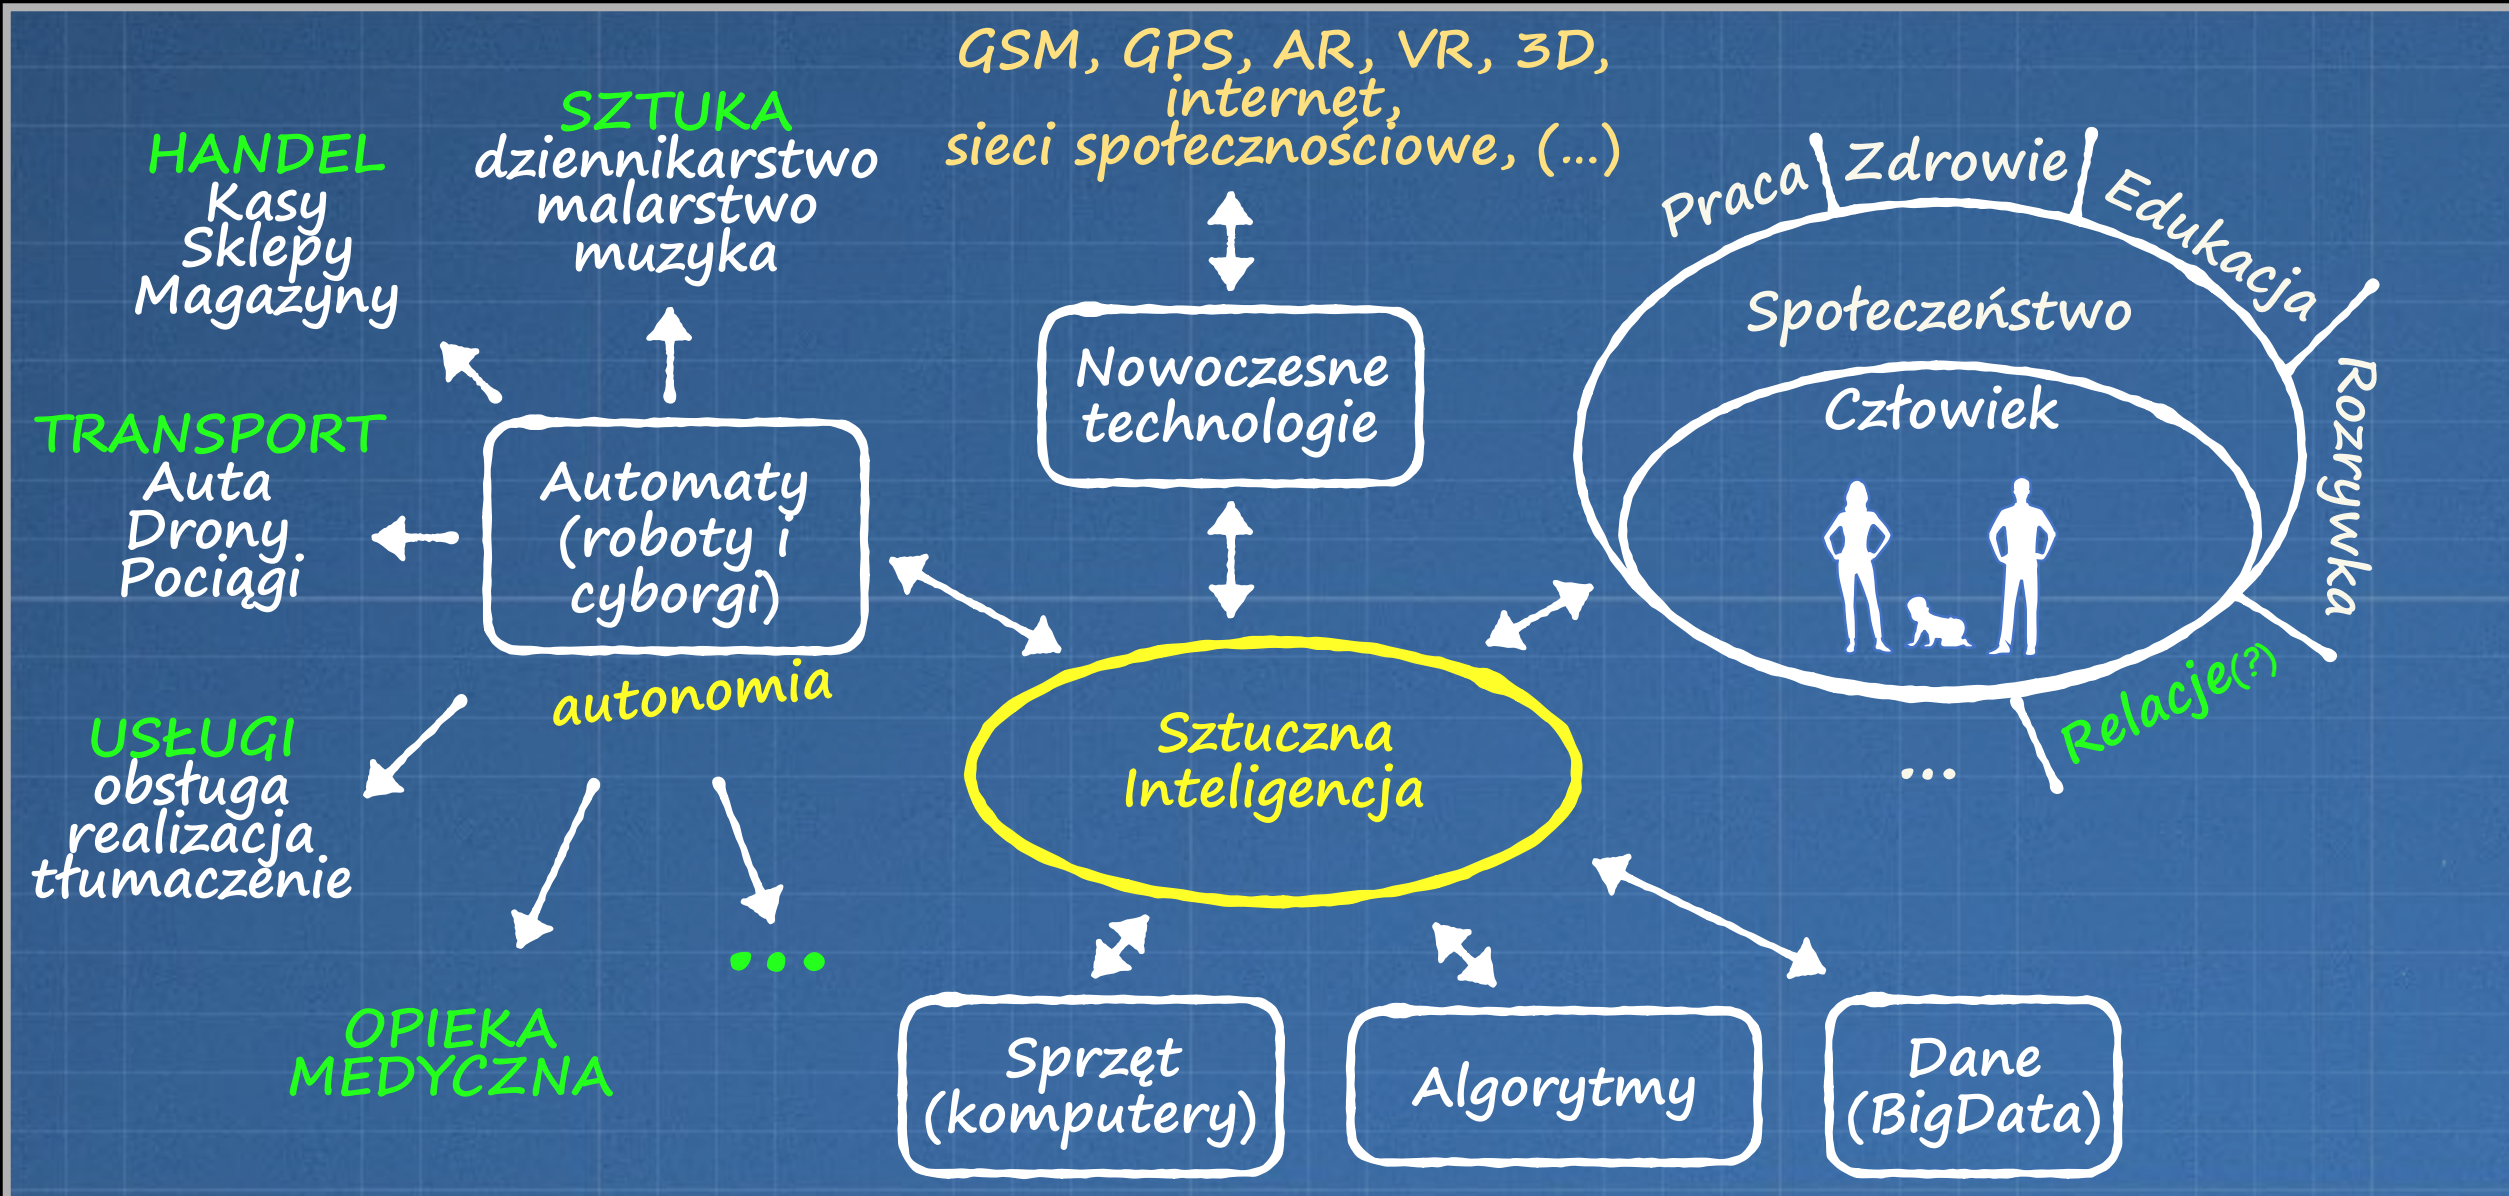 GSM, GPS, AR, VR, 3D,
internet,
sieci społecznościowe, (...)
SZTUKA
dziennikarstwo
malarstwo
muzyka
HANDEL
Kasy
Sklepy
Magazyny
TRANSPORT
Auta
Drony
Pociągi
Automaty
(roboty i
cyborgi)
autonomia
USŁUGI
obsługa
realizacja
tłumaczenie
OPIEKA
MEDYCZNA
...
Nowoczesne
technologie
Praca
Zdrowie
Edukacja
Rozrywka
Relacje(?)
...
Społeczeństwo
Człowiek
Sztuczna
Inteligencja
Sprzęt
(komputery)
Algorytmy
Dane
(BigData)